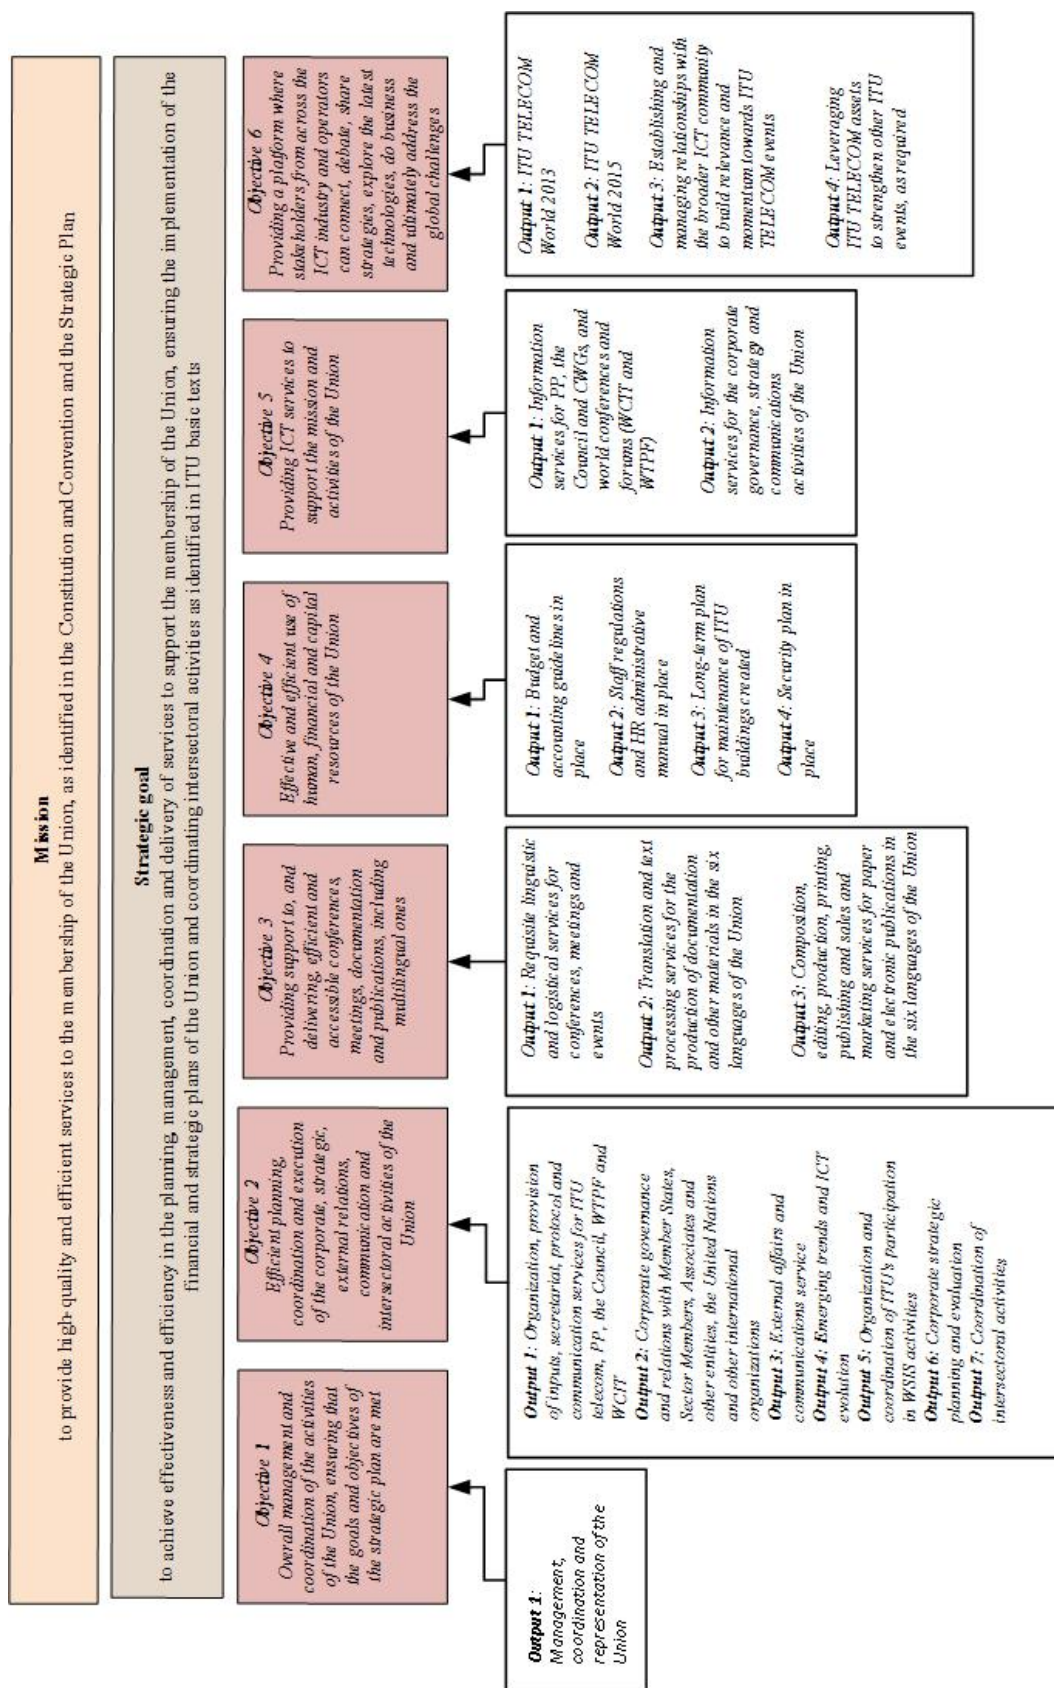 Mission
to provide high-quality and efficient services to the membership of the Union, as identified in the Constitution and Convention and the Strategic Plan
Strategic goal
to achieve effectiveness and efficiency in the planning, management, coordination and delivery of services to support the membership of the Union, ensuring the implementation of the
financial and strategic plans of the Union and coordinating intersectoral activities as identified in ITU basic texts
Objective 1
Overall management and
coordination of the activities
of the Union, ensuring that
the goals and objectives of
the strategic plan are met
Output 1:
Management,
coordination and
representation of the
Union
Objective 2
Efficient planning,
coordination and execution
of the corporate, strategic,
external relations,
communication and
intersectoral activities of the
Union
Output 1: Organization, provision
of inputs, secretariat, protocol and
communication services for ITU
telecom, PP, the Council, WTPF and
WCIT
Output 2: Corporate governance
and relations with Member States,
Sector Members, Associates and
other entities, the United Nations
and other international
organizations
Output 3: External affairs and
communications service
Output 4: Emerging trends and ICT
evolution
Output 5: Organization and
coordination of ITU's participation
in WSIS activities
Output 6: Corporate strategic
planning and evaluation
Output 7: Coordination of
intersectoral activities
Objective 3
Providing support to, and
delivering, efficient and
accessible conferences,
meetings, documentation
and publications, including
multilingual ones
Output 1: Requisite linguistic
and logistical services for
conferences, meetings and
events
Output 2: Translation and text
processing services for the
production of documentation
and other materials in the six
languages of the Union
Output 3: Composition,
editing, production, printing,
publishing and sales and
marketing services for paper
and electronic publications in
the six languages of the Union
Objective 4
Effective and efficient use of
human, financial and capital
resources of the Union
Output 1: Budget and
accounting guidelines in
place
Output 2: Staff regulations
and HR administrative
manual in place
Output 3: Long-term plan
for maintenance of ITU
buildings created
Output 4: Security plan in
place
Objective 5
Providing ICT services to
support the mission and
activities of the Union
Output 1: Information
services for PP, the
Council and CWGs, and
world conferences and
forums (WCIT and
WTPF)
Output 2: Information
services for the corporate
governance, strategy and
communications
activities of the Union
Objective 6
Providing a platform where
stakeholders from across the
ICT industry and operators
can connect, debate, share
strategies, explore the latest
technologies, do business
and ultimately address the
global challenges
Output 1: ITU TELECOM
World 2013
Output 2: ITU TELECOM
World 2015
Output 3: Establishing and
managing relationships with
the broader ICT community
to build relevance and
momentum towards ITU
TELECOM events
Output 4: Leveraging
ITU TELECOM assets
to strengthen other ITU
events, as required